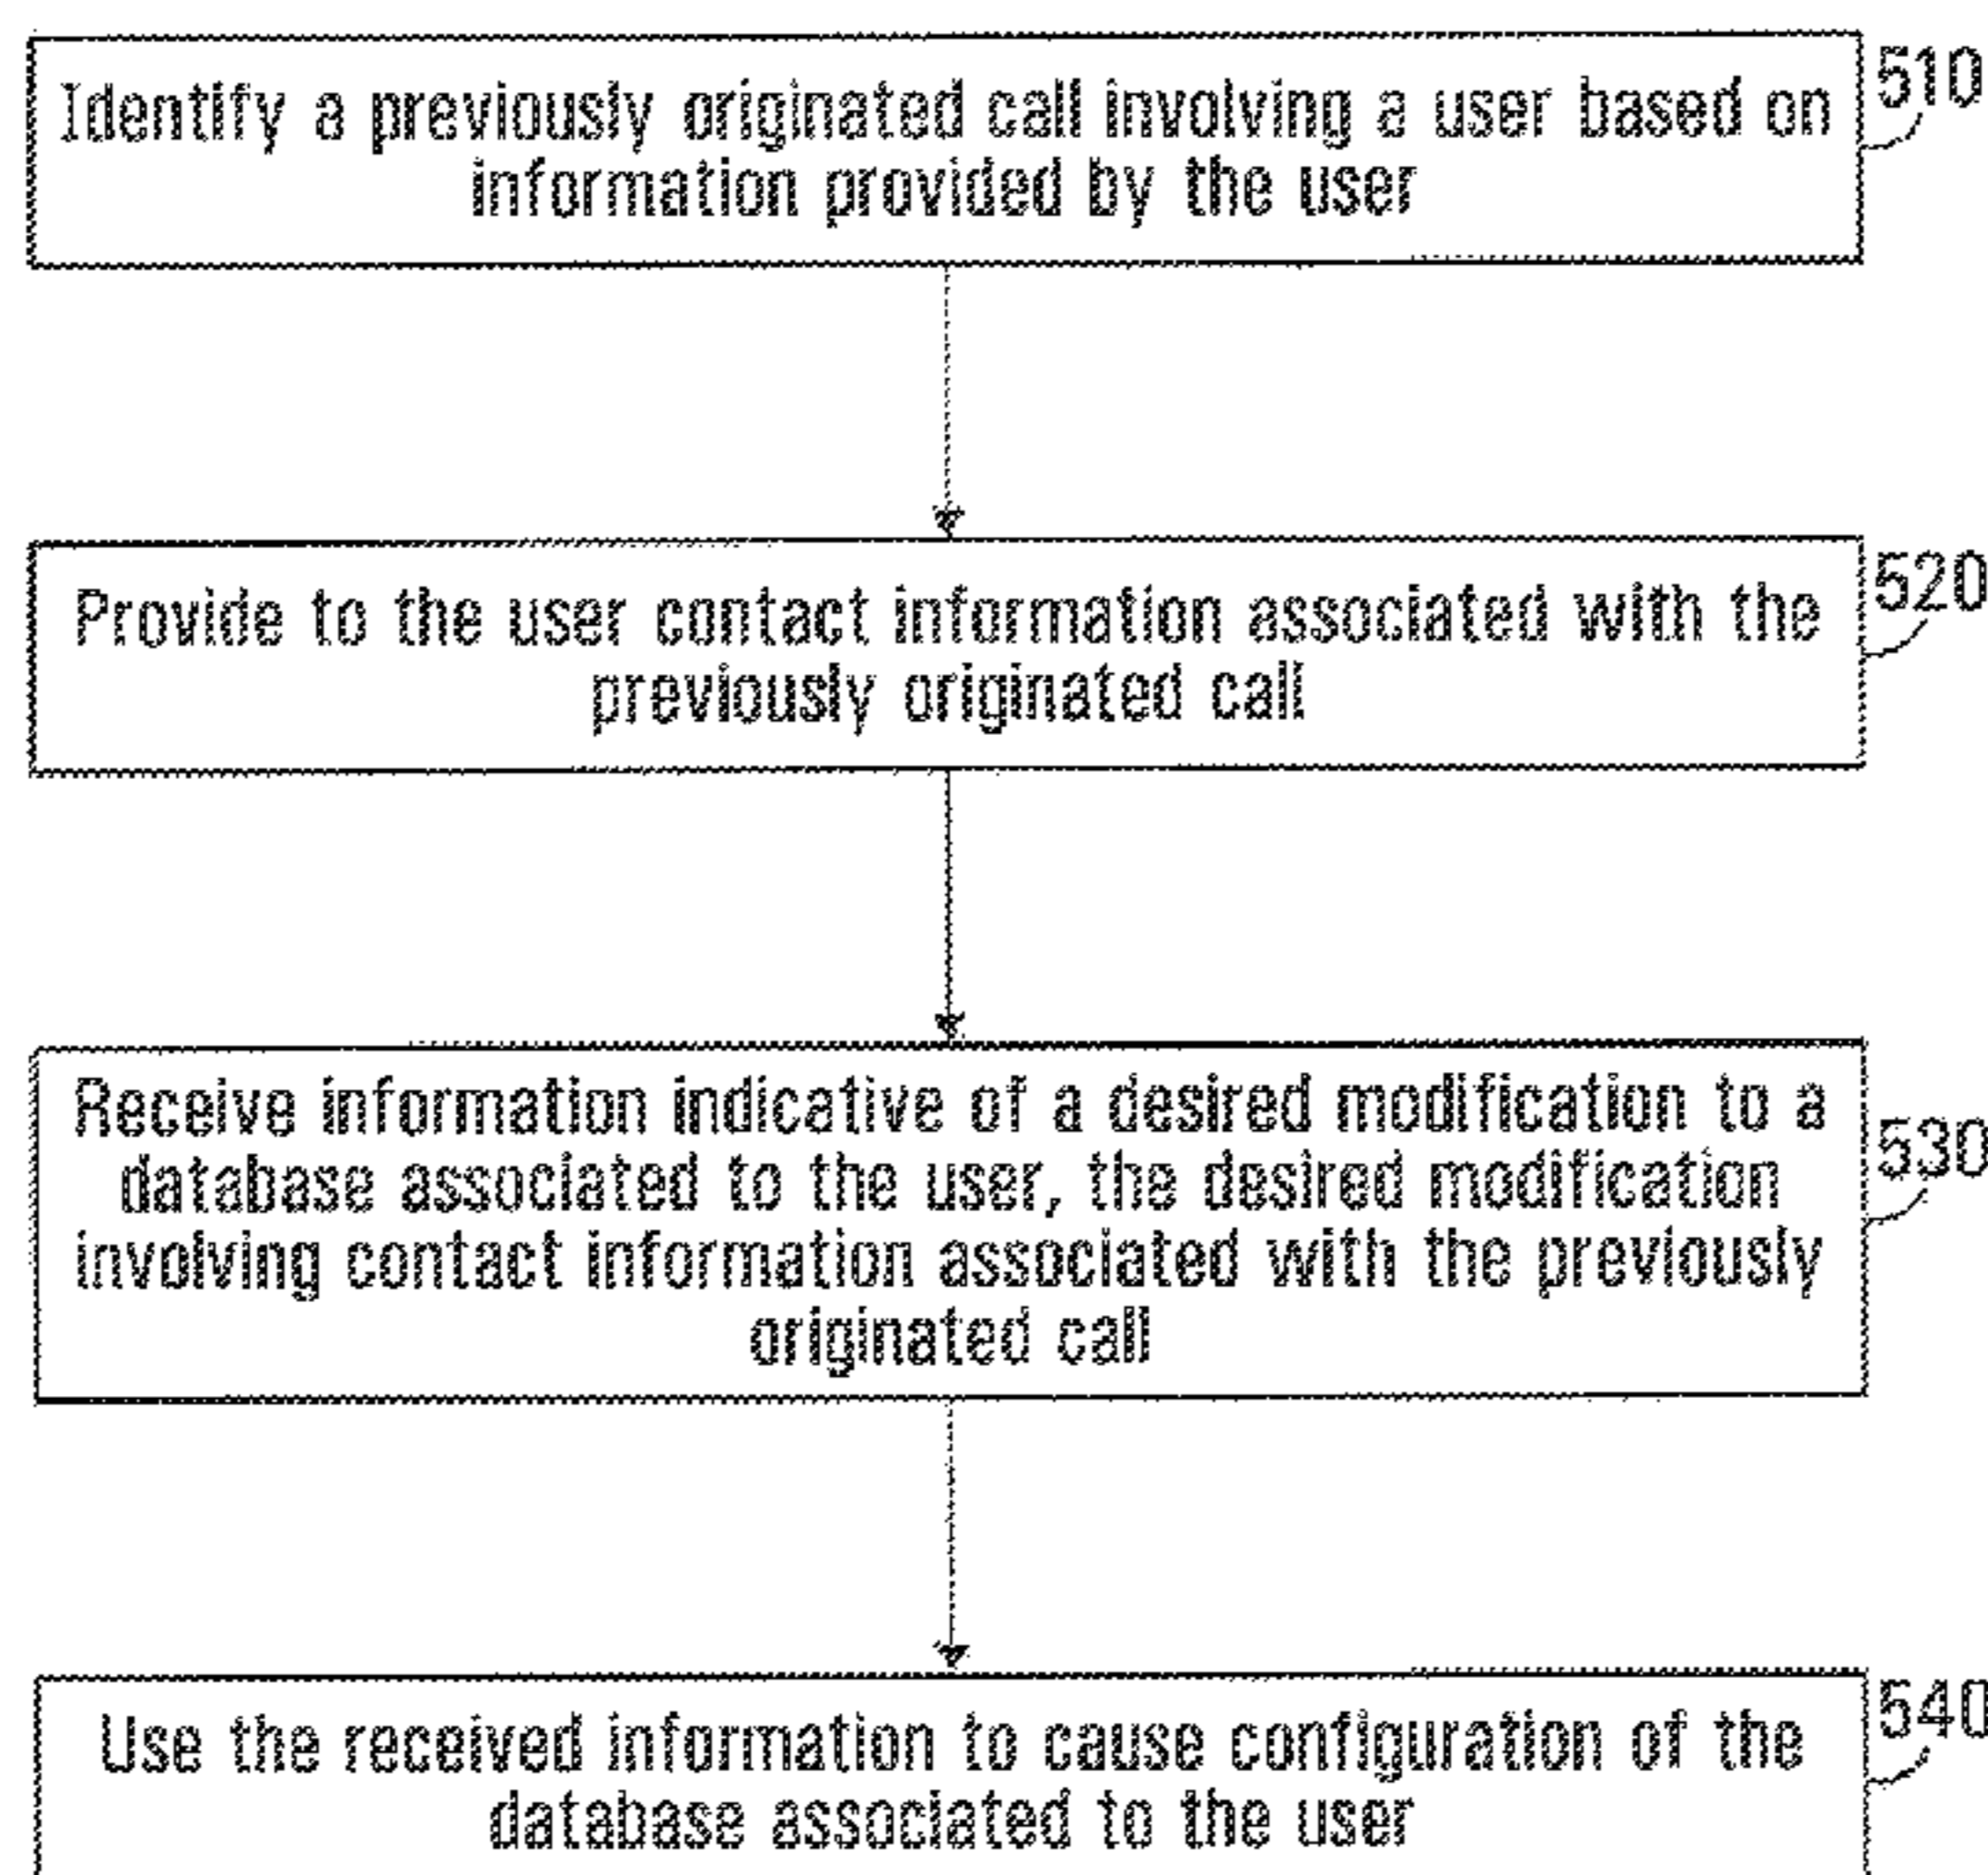 510
Identify a previously originated call involving a user based on
information provided by the user
520
Provide to the user contact information associated with the
previously originated call
Receive information indicative of a desired modification to a
530
database associated to the user, the desired modification
involving contact information associated with the previously
originated call
540
Use the received information to cause configuration of the
database associated to the user